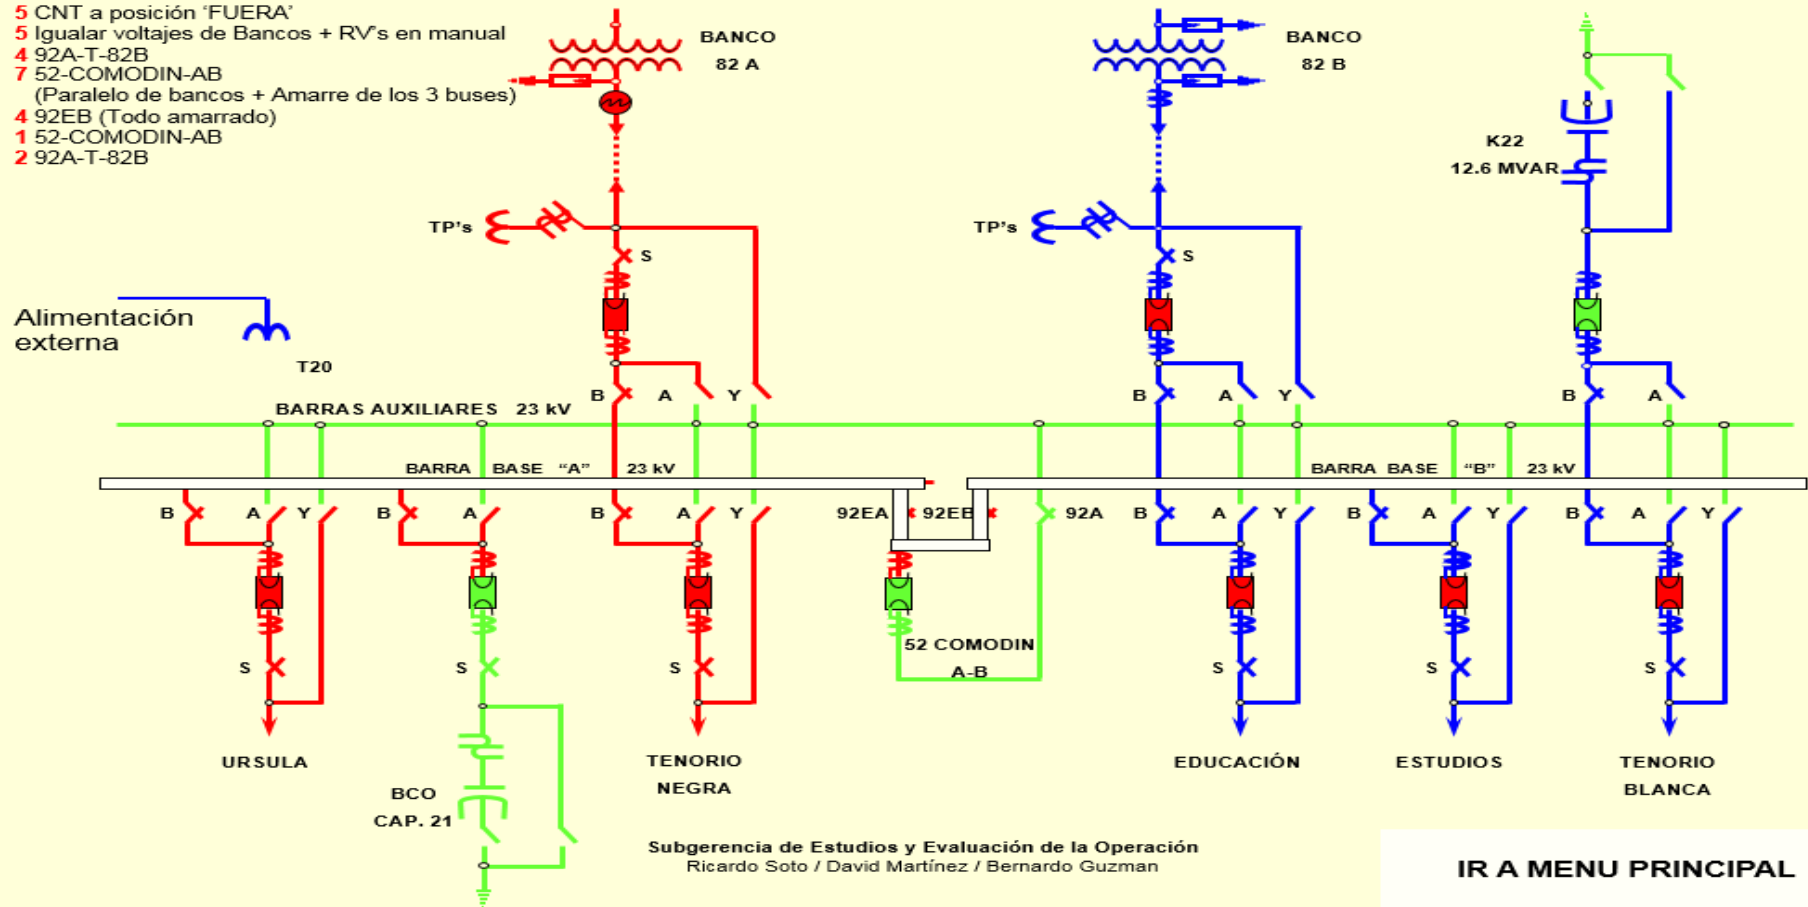 5 CNT a posición ‘FUERA’
5 Igualar voltajes de Bancos + RV's en manual
4 92A-T-82B
7 52-COMODIN-AB
(Paralelo de bancos + Amarre de los 3 buses)
4 92EB (Todo amarrado)
1 52-COMODIN-AB
2 92A-T-82B
BANCO
82 A
BANCO
82 B
K22
12.6 MVAR
TP's
TP's
S
S
Alimentación
externa
T20
B A Y
B A Y
B A
BARRAS AUXILIARES 23 kV
BARRA BASE “A” 23 kV
BARRA BASE “B” 23 kV
B A Y
B A
B A Y
92EA
92EB
92A
B A Y
B A Y
B A Y
52 COMODIN
A-B
S
S
S
S
S
S
URSULA
BCO
CAP. 21
TENORIO
NEGRA
EDUCACIÓN
ESTUDIOS
TENORIO
BLANCA
Subgerencia de Estudios y Evaluación de la Operación
Ricardo Soto / David Martínez / Bernardo Guzman
IR A MENU PRINCIPAL